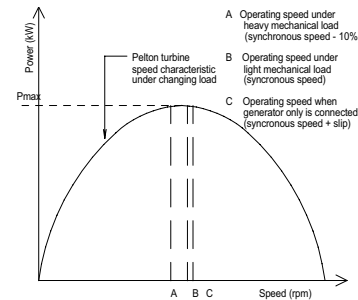 A Operating speed under
heavy mechanical load
(synchronous speed - 10%
B Operating speed under
light mechanical load
(syncronous speed)
C Operating speed when
generator only is connected
(syncronous speed + slip)
Power (kW)
Pelton turbine
speed characteristic
under changing load
Pmax
A B C Speed (rpm)